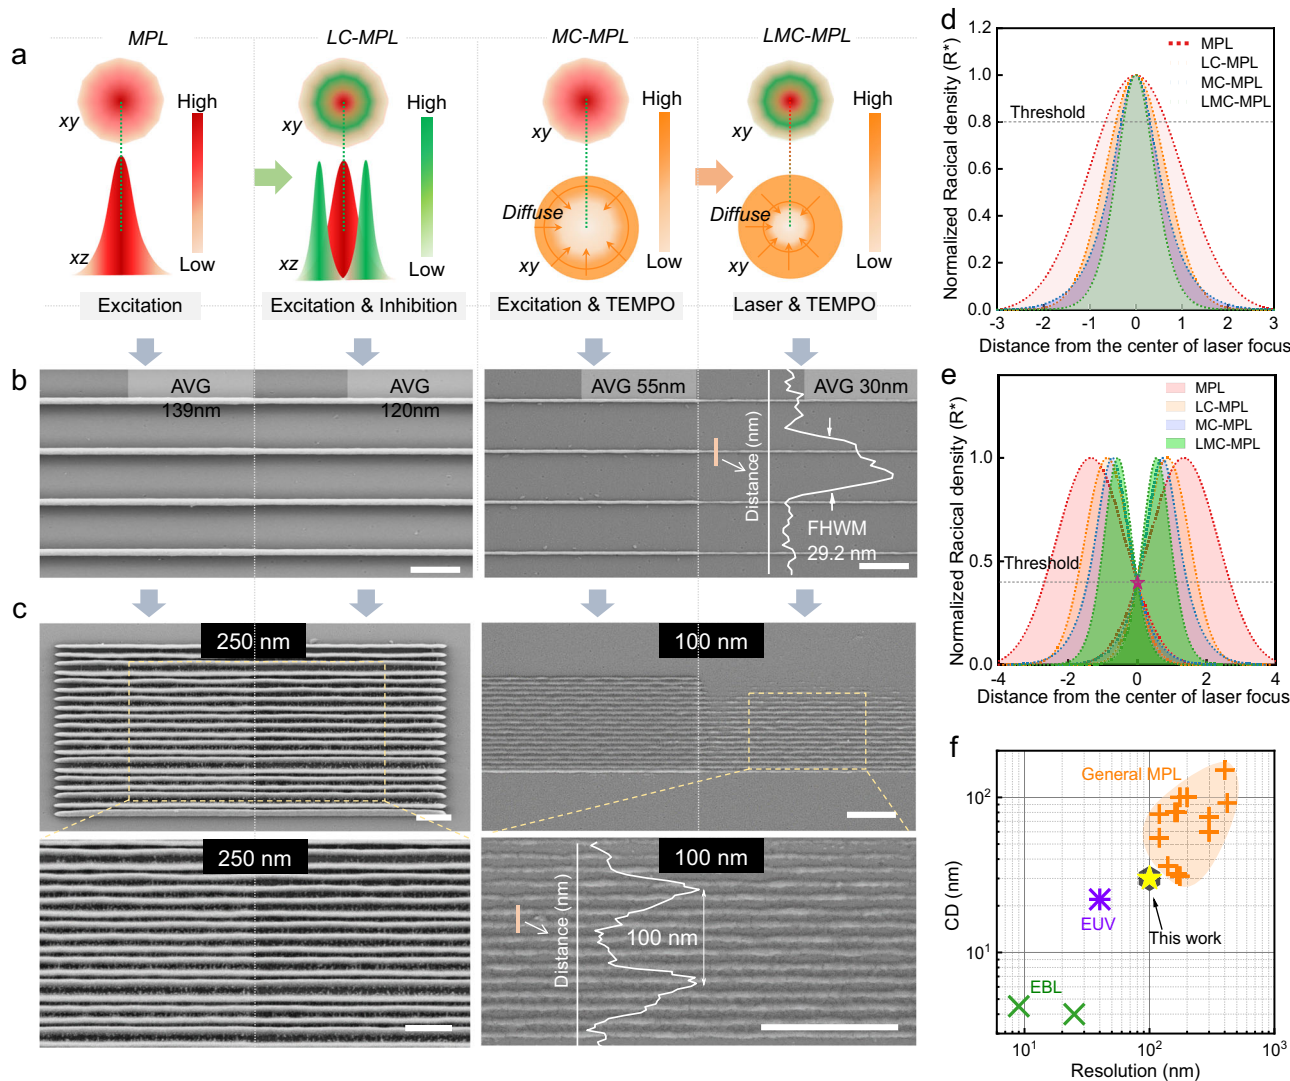 a
MPL
LC-MPL
MC-MPL
LMC-MPL
xy
High
xz
Low
Excitation
xy
High
xz
Low
Excitation & Inhibition
xy
High
Diffuse
xy
Low
Excitation & TEMPO
xy
High
Diffuse
xy
Low
Laser & TEMPO
b
AVG
139nm
AVG
120nm
AVG 55nm
AVG 30nm
Distance (nm)
FHWM
29.2 nm
c
250 nm
100 nm
250 nm
100 nm
Distance (nm)
100 nm
d
Normalized Racical density (R*)
1.2
1.0
0.8
0.6
0.4
0.2
0.0
Threshold
MPL
LC-MPL
MC-MPL
LMC-MPL
-3 -2 -1 0 1 2 3
Distance from the center of laser focus
e
Normalized Racical density (R*)
1.0
0.5
0.0
Threshold
MPL
LC-MPL
MC-MPL
LMC-MPL
-4 -2 0 2 4
Distance from the center of laser focus
f
CD (nm)
10²
10¹
General MPL
EUV
This work
EBL
10¹ 10² 10³
Resolution (nm)